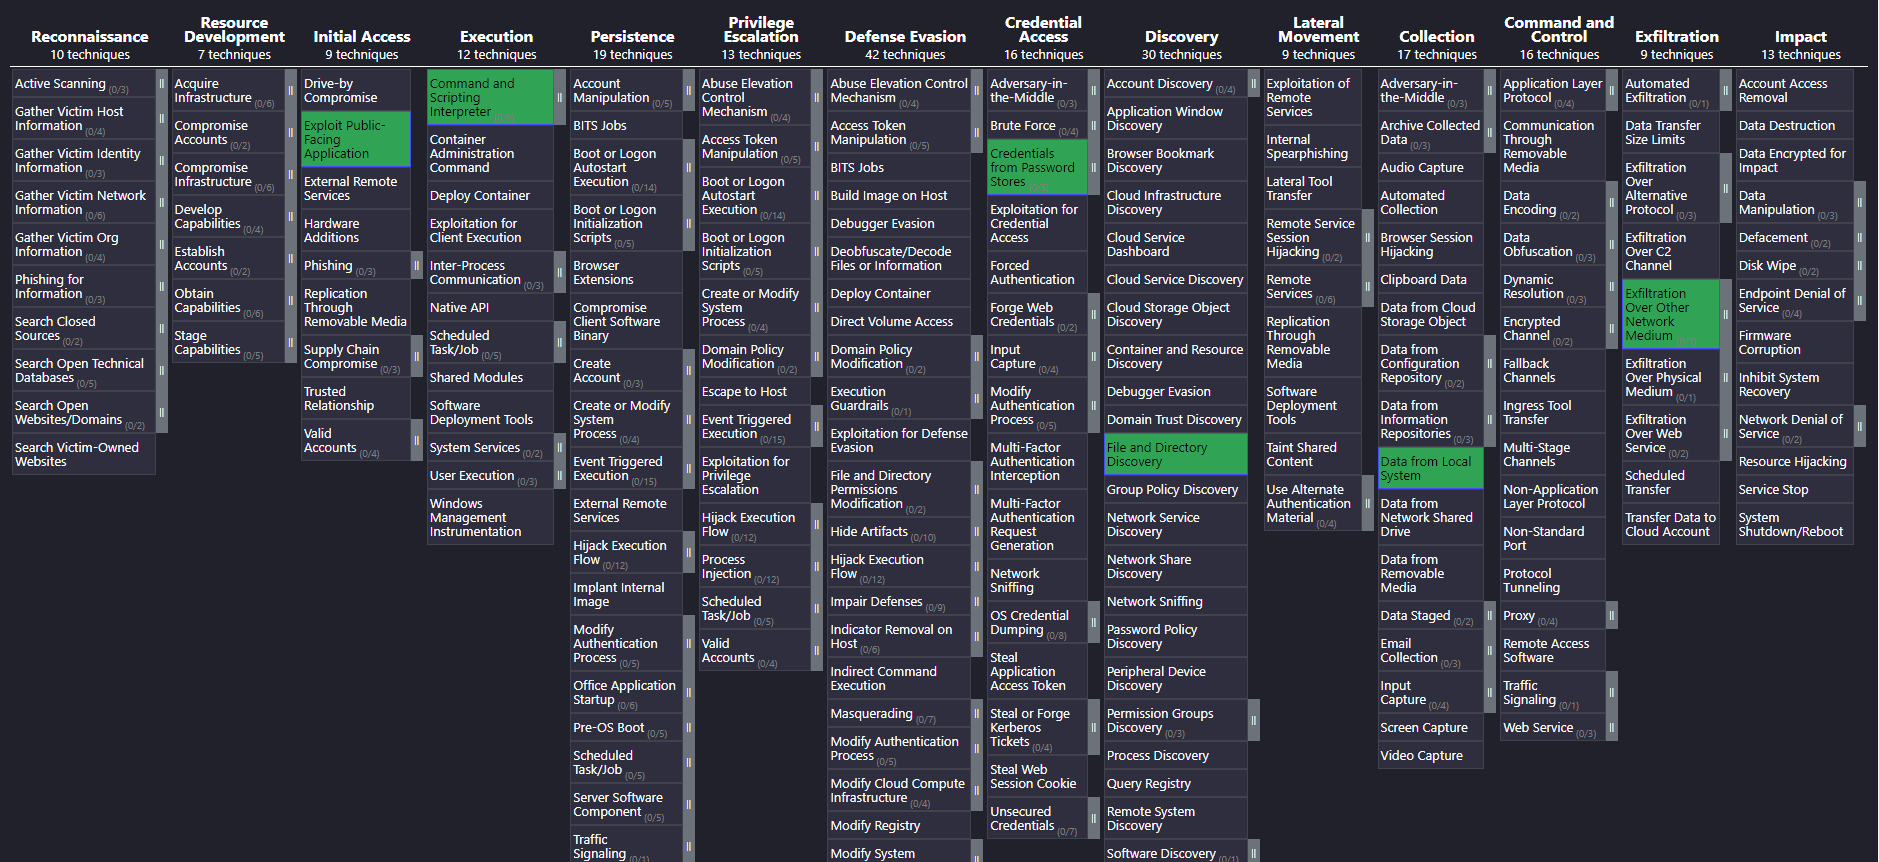 Reconnaissance
10 techniques
Active Scanning (0/3)
Gather Victim Host
Information (0/4)
Gather Victim Identity
Information (0/3)
Gather Victim Network
Information (0/6)
Gather Victim Org
Information (0/4)
Phishing for
Information (0/3)
Search Closed
Sources (0/2)
Search Open Technical
Databases (0/5)
Search Open
Websites/Domains (0/2)
Search Victim-Owned
Websites
Resource
Development
7 techniques
Acquire
Infrastructure (0/6)
Compromise
Accounts (0/2)
Compromise
Infrastructure (0/6)
Develop
Capabilities (0/4)
Establish
Accounts (0/2)
Obtain
Capabilities (0/6)
Stage
Capabilities (0/5)
Initial Access
9 techniques
Drive-by
Compromise
Exploit Public-
Facing
Application
External Remote
Services
Hardware
Additions
Phishing (0/3)
Replication
Through
Removable Media
Supply Chain
Compromise (0/3)
Trusted
Relationship
Valid
Accounts (0/4)
Execution
12 techniques
Command and
Scripting
Interpreter
Container
Administration
Command
Deploy Container
Exploitation for
Client Execution
Inter-Process
Communication (0/3)
Native API
Scheduled
Task/Job (0/5)
Shared Modules
Software
Deployment Tools
System Services (0/2)
User Execution (0/3)
Windows
Management
Instrumentation
Persistence
19 techniques
Account
Manipulation (0/5)
BITS Jobs
Boot or Logon
Autostart
Execution (0/14)
Boot or Logon
Initialization
Scripts (0/5)
Browser
Extensions
Compromise
Client Software
Binary
Create
Account (0/3)
Create or Modify
System
Process (0/4)
Event Triggered
Execution (0/15)
External Remote
Services
Hijack Execution
Flow (0/12)
Implant Internal
Image
Modify
Authentication
Process (0/5)
Office Application
Startup (0/6)
Pre-OS Boot (0/5)
Scheduled
Task/Job (0/5)
Server Software
Component (0/5)
Traffic
Signaling (0/1)
Privilege
Escalation
13 techniques
Abuse Elevation
Control
Mechanism (0/4)
Access Token
Manipulation (0/5)
Boot or Logon
Autostart
Execution (0/14)
Boot or Logon
Initialization
Scripts (0/5)
Create or Modify
System
Process (0/4)
Domain Policy
Modification (0/2)
Escape to Host
Event Triggered
Execution (0/15)
Exploitation for
Privilege
Escalation
Hijack Execution
Flow (0/12)
Process
Injection (0/12)
Scheduled
Task/Job (0/5)
Valid
Accounts (0/4)
Defense Evasion
42 techniques
Abuse Elevation Control
Mechanism (0/4)
Access Token
Manipulation (0/5)
BITS Jobs
Build Image on Host
Debugger Evasion
Deobfuscate/Decode
Files or Information
Deploy Container
Direct Volume Access
Domain Policy
Modification (0/2)
Execution
Guardrails (0/1)
Exploitation for Defense
Evasion
File and Directory
Permissions
Modification (0/2)
Hide Artifacts (0/10)
Hijack Execution
Flow (0/12)
Impair Defenses (0/9)
Indicator Removal on
Host (0/6)
Indirect Command
Execution
Masquerading (0/7)
Modify Authentication
Process (0/5)
Modify Cloud Compute
Infrastructure (0/4)
Modify Registry
Modify System
Credential
Access
16 techniques
Adversary-in-
the-Middle (0/3)
Brute Force (0/4)
Credentials
from Password
Stores
Exploitation for
Credential
Access
Forced
Authentication
Forge Web
Credentials (0/2)
Input
Capture (0/4)
Modify
Authentication
Process (0/5)
Multi-Factor
Authentication
Interception
Multi-Factor
Authentication
Request
Generation
Network
Sniffing
OS Credential
Dumping (0/8)
Steal
Application
Access Token
Steal or Forge
Kerberos
Tickets (0/4)
Steal Web
Session Cookie
Unsecured
Credentials (0/7)
Discovery
30 techniques
Account Discovery (0/4)
Application Window
Discovery
Browser Bookmark
Discovery
Cloud Infrastructure
Discovery
Cloud Service
Dashboard
Cloud Service Discovery
Cloud Storage Object
Discovery
Container and Resource
Discovery
Debugger Evasion
Domain Trust Discovery
File and Directory
Discovery
Group Policy Discovery
Network Service
Discovery
Network Share
Discovery
Network Sniffing
Password Policy
Discovery
Peripheral Device
Discovery
Permission Groups
Discovery (0/3)
Process Discovery
Query Registry
Remote System
Discovery
Software Discovery (0/1)
Lateral
Movement
9 techniques
Exploitation of
Remote
Services
Internal
Spearphishing
Lateral Tool
Transfer
Remote Service
Session
Hijacking (0/2)
Remote
Services (0/6)
Replication
Through
Removable
Media
Software
Deployment
Tools
Taint Shared
Content
Use Alternate
Authentication
Material (0/4)
Collection
17 techniques
Adversary-in-
the-Middle (0/3)
Archive Collected
Data (0/3)
Audio Capture
Automated
Collection
Browser Session
Hijacking
Clipboard Data
Data from Cloud
Storage Object
Data from
Configuration
Repository (0/2)
Data from
Information
Repositories (0/3)
Data from Local
System
Data from
Network Shared
Drive
Data from
Removable
Media
Data Staged (0/2)
Email
Collection (0/3)
Input
Capture (0/4)
Screen Capture
Video Capture
Command and
Control
16 techniques
Application Layer
Protocol (0/4)
Communication
Through
Removable
Media
Data
Encoding (0/2)
Data
Obfuscation (0/3)
Dynamic
Resolution (0/3)
Encrypted
Channel (0/2)
Fallback
Channels
Ingress Tool
Transfer
Multi-Stage
Channels
Non-Application
Layer Protocol
Non-Standard
Port
Protocol
Tunneling
Proxy (0/4)
Remote Access
Software
Traffic
Signaling (0/1)
Web Service (0/3)
Exfiltration
9 techniques
Automated
Exfiltration (0/1)
Data Transfer
Size Limits
Exfiltration
Over
Alternative
Protocol (0/3)
Exfiltration
Over C2
Channel
Exfiltration
Over Other
Network
Medium
Exfiltration
Over Physical
Medium (0/1)
Exfiltration
Over Web
Service (0/2)
Scheduled
Transfer
Transfer Data to
Cloud Account
Impact
13 techniques
Account Access
Removal
Data Destruction
Data Encrypted for
Impact
Data
Manipulation (0/3)
Defacement (0/2)
Disk Wipe (0/2)
Endpoint Denial of
Service (0/4)
Firmware
Corruption
Inhibit System
Recovery
Network Denial of
Service (0/2)
Resource Hijacking
Service Stop
System
Shutdown/Reboot